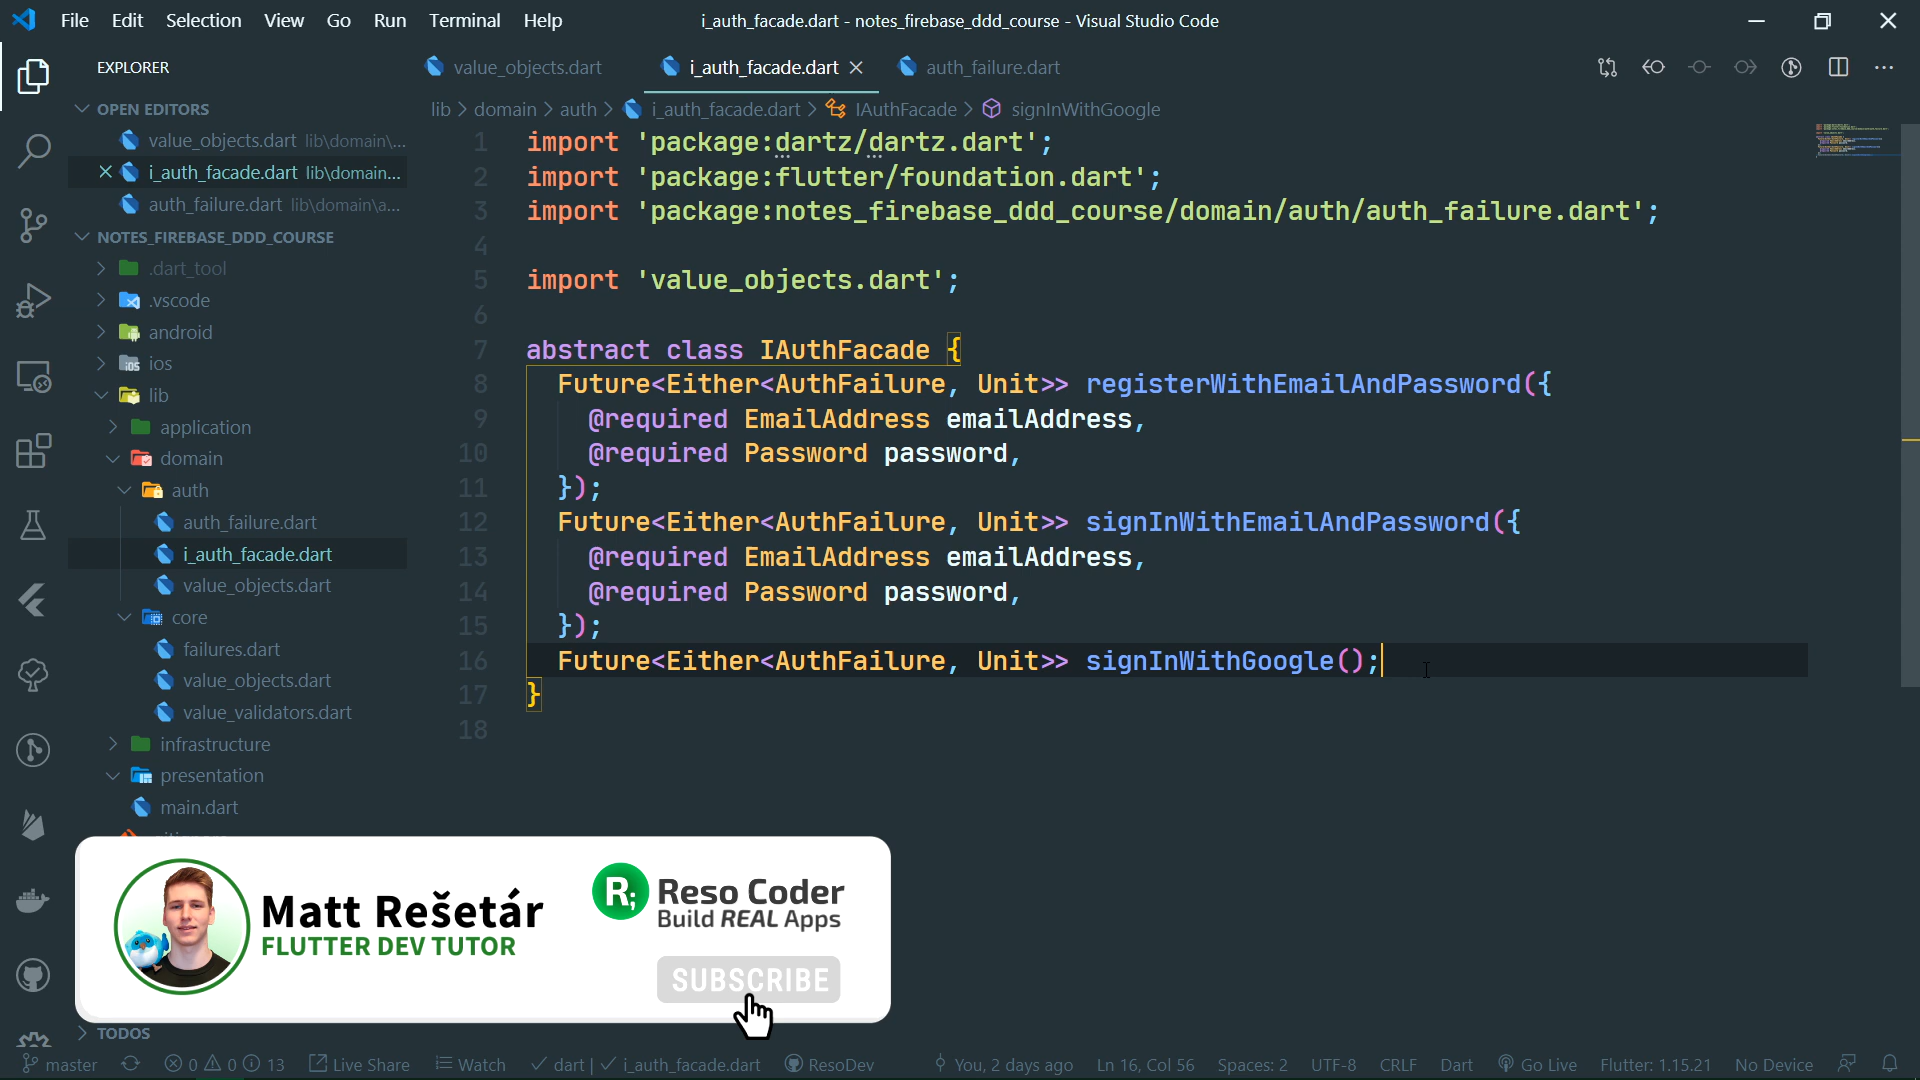 File Edit Selection View Go Run Terminal Help
i_auth_facade.dart - notes_firebase_ddd_course - Visual Studio Code
EXPLORER
OPEN EDITORS
value_objects.dart lib\domain\...
i_auth_facade.dart lib\domain...
auth_failure.dart lib\domain\a...
NOTES_FIREBASE_DDD_COURSE
.dart_tool
.vscode
android
ios
lib
application
domain
auth
auth_failure.dart
i_auth_facade.dart
value_objects.dart
core
failures.dart
value_objects.dart
value_validators.dart
infrastructure
presentation
main.dart
TODOS
value_objects.dart i_auth_facade.dart auth_failure.dart
lib > domain > auth > i_auth_facade.dart > IAuthFacade > signInWithGoogle
1 import 'package:dartz/dartz.dart';
2 import 'package:flutter/foundation.dart';
3 import 'package:notes_firebase_ddd_course/domain/auth/auth_failure.dart';
4
5 import 'value_objects.dart';
6
7 abstract class IAuthFacade {
8 Future<Either<AuthFailure, Unit>> registerWithEmailAndPassword({
9 @required EmailAddress emailAddress,
10 @required Password password,
11 });
12 Future<Either<AuthFailure, Unit>> signInWithEmailAndPassword({
13 @required EmailAddress emailAddress,
14 @required Password password,
15 });
16 Future<Either<AuthFailure, Unit>> signInWithGoogle();
17 }
18
Matt Rešetár
FLUTTER DEV TUTOR
R; Reso Coder
Build REAL Apps
SUBSCRIBE
master 0 0 13 Live Share Watch dart | i_auth_facade.dart ResoDev You, 2 days ago Ln 16, Col 56 Spaces: 2 UTF-8 CRLF Dart Go Live Flutter: 1.15.21 No Device